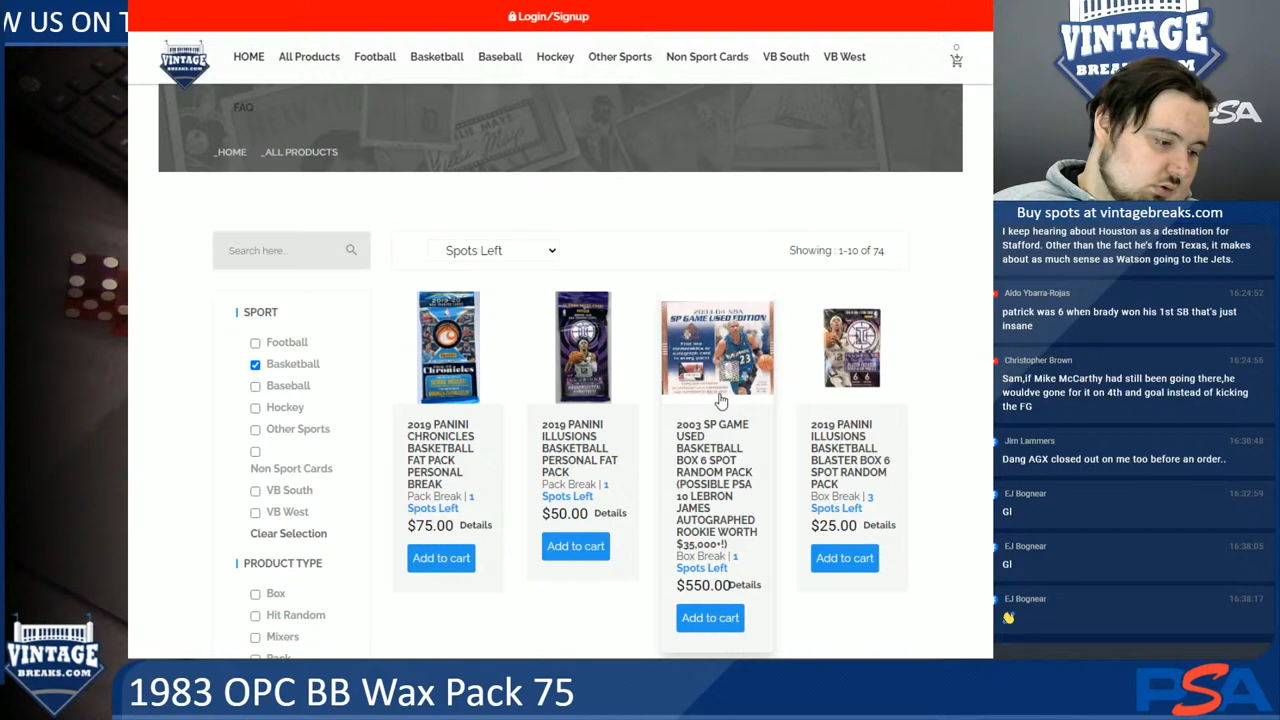 W US ON T
Login/Signup
VINTAGE
BREAKS.COM
HOME
All Products
Football
Basketball
Baseball
Hockey
Other Sports
Non Sport Cards
VB South
VB West
0
FAQ
_HOME
_ALL PRODUCTS
Search here...
Spots Left
Showing : 1-10 of 74.
SPORT
Football
Basketball
Baseball
Hockey
Other Sports
Non Sport Cards
VB South
VB West
Clear Selection
PRODUCT TYPE
Box
Hit Random
Mixers
2019 PANINI
CHRONICLES
BASKETBALL
FAT PACK
PERSONAL
BREAK
Pack Break | 1
Spots Left
$75.00 Details
Add to cart
2019 PANINI
ILLUSIONS
BASKETBALL
PERSONAL FAT
PACK
Pack Break | 1
Spots Left
$50.00 Details
Add to cart
2003-04 NBA
SP GAME USED EDITION
2003 SP GAME
USED
BASKETBALL
BOX 6 SPOT
RANDOM PACK
(POSSIBLE PSA
10 LEBRON
JAMES
AUTOGRAPHED
ROOKIE WORTH
$35,000+!)
Box Break | 1
Spots Left
$550.00Details
Add to cart
2019 PANINI
ILLUSIONS
BASKETBALL
BLASTER BOX 6
SPOT RANDOM
PACK
Box Break | 3
Spots Left
$25.00 Details
Add to cart
VINTAGE
PSA
Buy spots at vintagebreaks.com
I keep hearing about Houston as a destination for
Stafford. Other than the fact he's from Texas, it makes
about as much sense as Watson going to the Jets.
Aldo Ybarra-Rojas 16:24:52
patrick was 6 when brady won his 1st SB that's just
insane
Christopher Brown 16:24:56
Sam,if Mike McCarthy had still been going there,he
wouldve gone for it on 4th and goal instead of kicking
the FG
Jim Lammers 16:30:48
Dang AGX closed out on me too before an order..
EJ Bognear 16:32:59
Gl
EJ Bognear 16:38:05
Gl
EJ Bognear 16:38:17
👋
VINTAGE
BREAKS.COM
1983 OPC BB Wax Pack 75
PSA